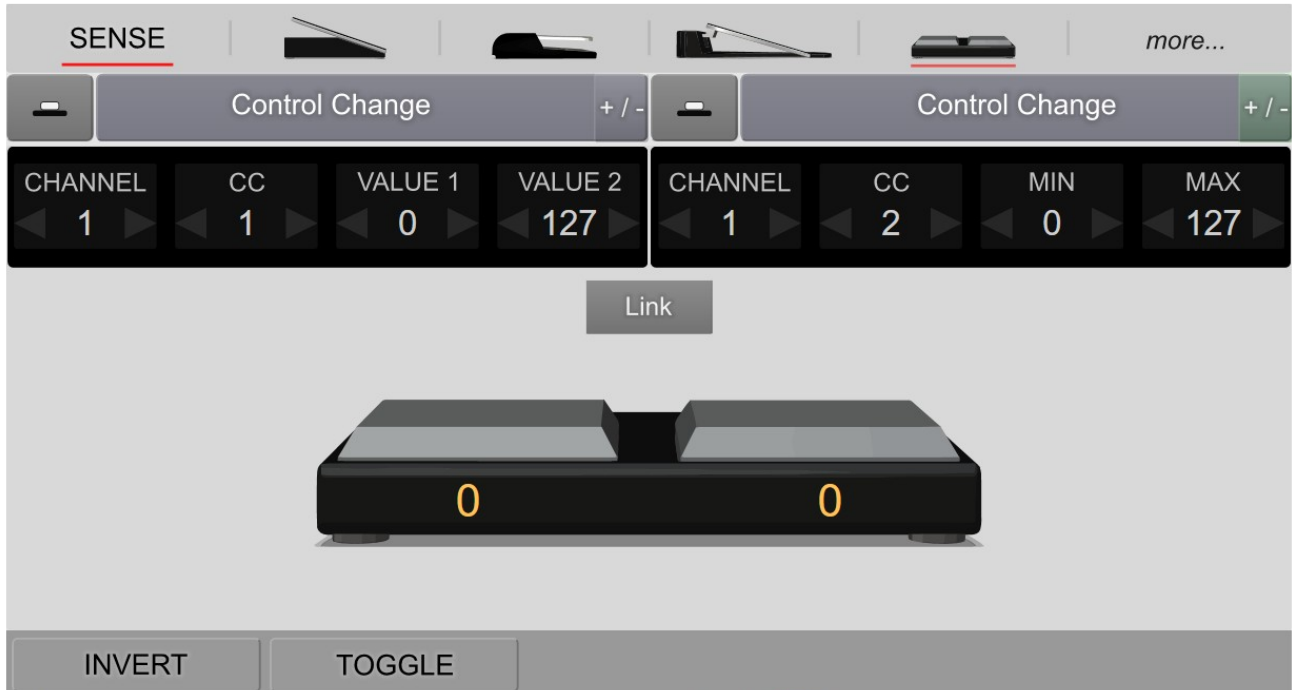 SENSE more...
Control Change + / - Control Change + / -
CHANNEL CC VALUE 1 VALUE 2 CHANNEL CC MIN MAX
1 1 0 127 1 2 0 127
Link
0 0
INVERT TOGGLE